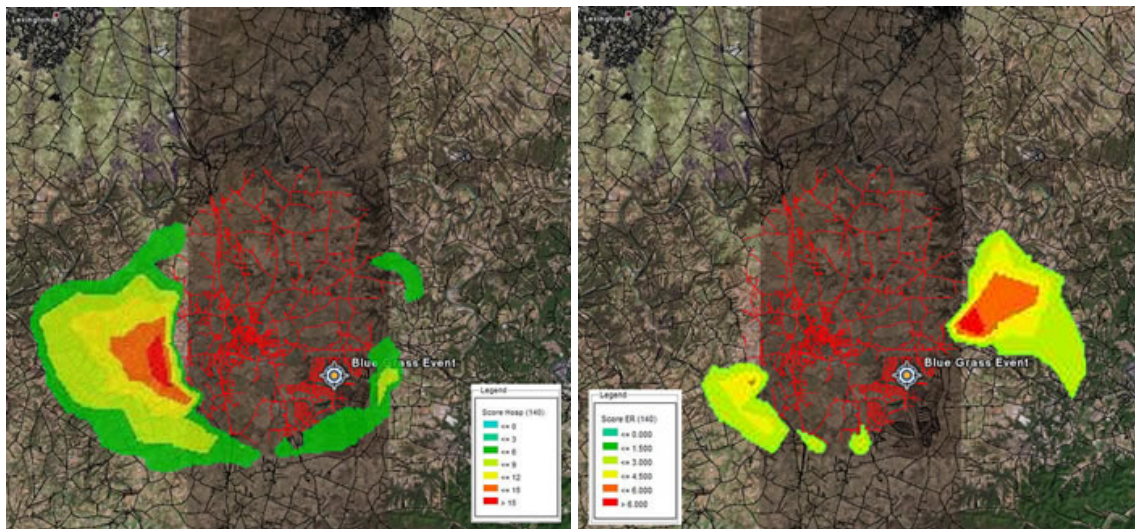 Lexington
Blue Grass Event
Legend
Score Hosp (140)
<= 0
<= 3
<= 6
<= 9
<= 12
<= 15
> 15
Lexington
Blue Grass Event
Legend
Score ER (140)
<= 0.000
<= 1.500
<= 3.000
<= 4.500
<= 6.000
> 6.000